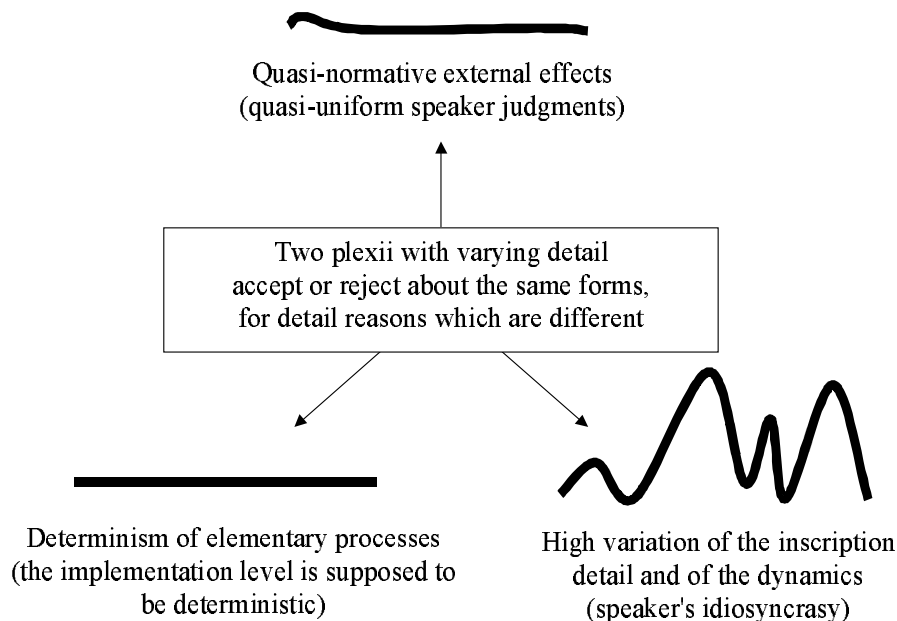 Quasi-normative external effects
(quasi-uniform speaker judgments)
Two plexii with varying detail
accept or reject about the same forms,
for detail reasons which are different
Determinism of elementary processes
(the implementation level is supposed to
be deterministic)
High variation of the inscription
detail and of the dynamics
(speaker's idiosyncrasy)